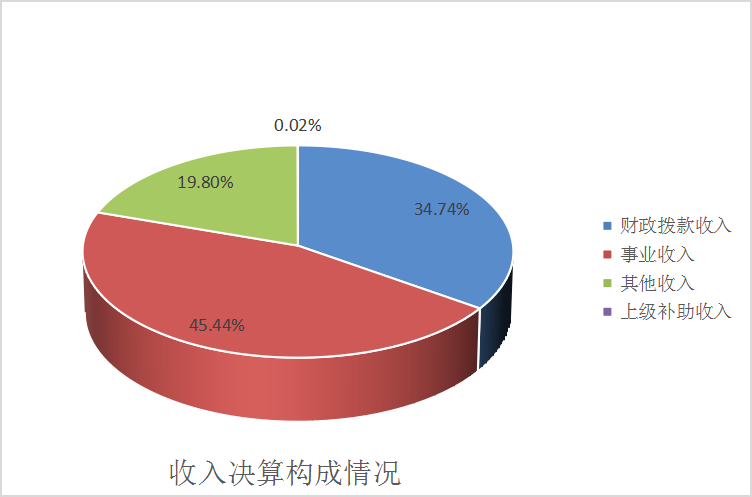 0.02%
19.80%
34.74%
45.44%
财政拨款收入
事业收入
其他收入
上级补助收入
收入决算构成情况